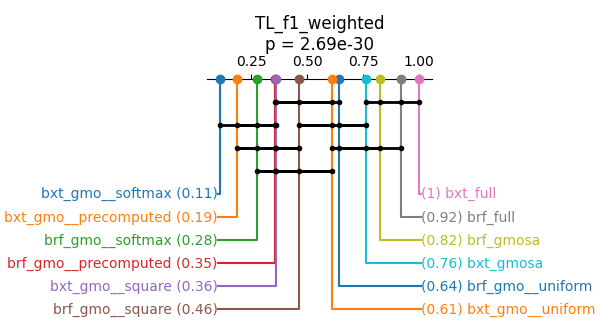 TL_f1_weighted
p = 2.69e-30
0.25 0.50 0.75 1.00
bxt_gmo__softmax (0.11) (1) bxt_full
bxt_gmo__precomputed (0.19) (0.92) brf_full
brf_gmo__softmax (0.28) (0.82) brf_gmosa
brf_gmo__precomputed (0.35) (0.76) bxt_gmosa
bxt_gmo__square (0.36) (0.64) brf_gmo__uniform
brf_gmo__square (0.46) (0.61) bxt_gmo__uniform